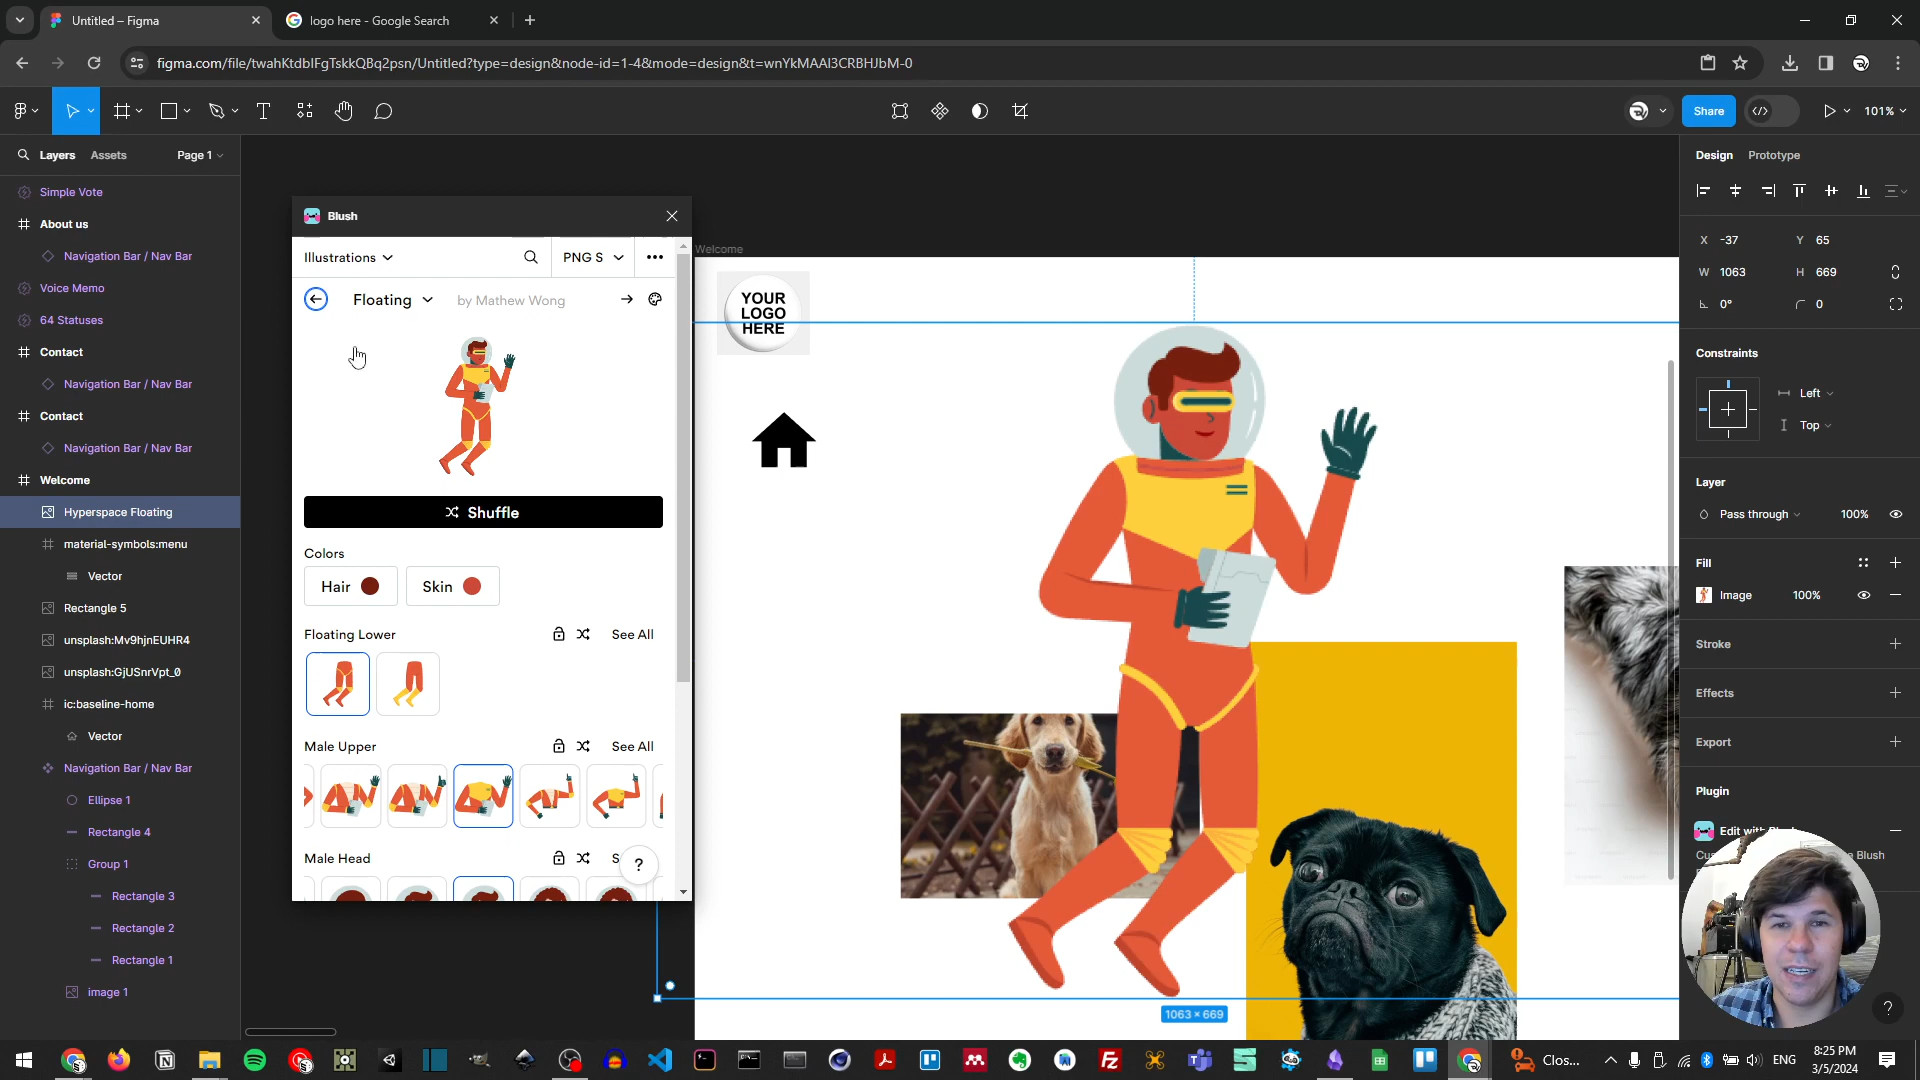 Untitled – Figma
logo here - Google Search
figma.com/file/twahKtdbIFgTskkQBq2psn/Untitled?type=design&node-id=1-4&mode=design&t=wnYkMAAI3CRBHJbM-0
Share
101%
Layers
Assets
Page 1
Simple Vote
About us
Navigation Bar / Nav Bar
Voice Memo
64 Statuses
Contact
Navigation Bar / Nav Bar
Contact
Navigation Bar / Nav Bar
Welcome
Hyperspace Floating
material-symbols:menu
Vector
Rectangle 5
unsplash:Mv9hjnEUHR4
unsplash:GjUSnrVpt_0
ic:baseline-home
Vector
Navigation Bar / Nav Bar
Ellipse 1
Rectangle 4
Group 1
Rectangle 3
Rectangle 2
Rectangle 1
image 1
Blush
Illustrations
PNG S
Floating
by Mathew Wong
Shuffle
Colors
Hair
Skin
Floating Lower
See All
Male Upper
See All
Male Head
S
?
Welcome
YOUR
LOGO
HERE
1063 × 669
Design
Prototype
X -37
Y 65
W 1063
H 669
0°
0
Constraints
Left
Top
Layer
Pass through
100%
Fill
Image
100%
Stroke
Effects
Export
Plugin
Edit with
Blush
?
Clos...
ENG
8:25 PM
3/5/2024